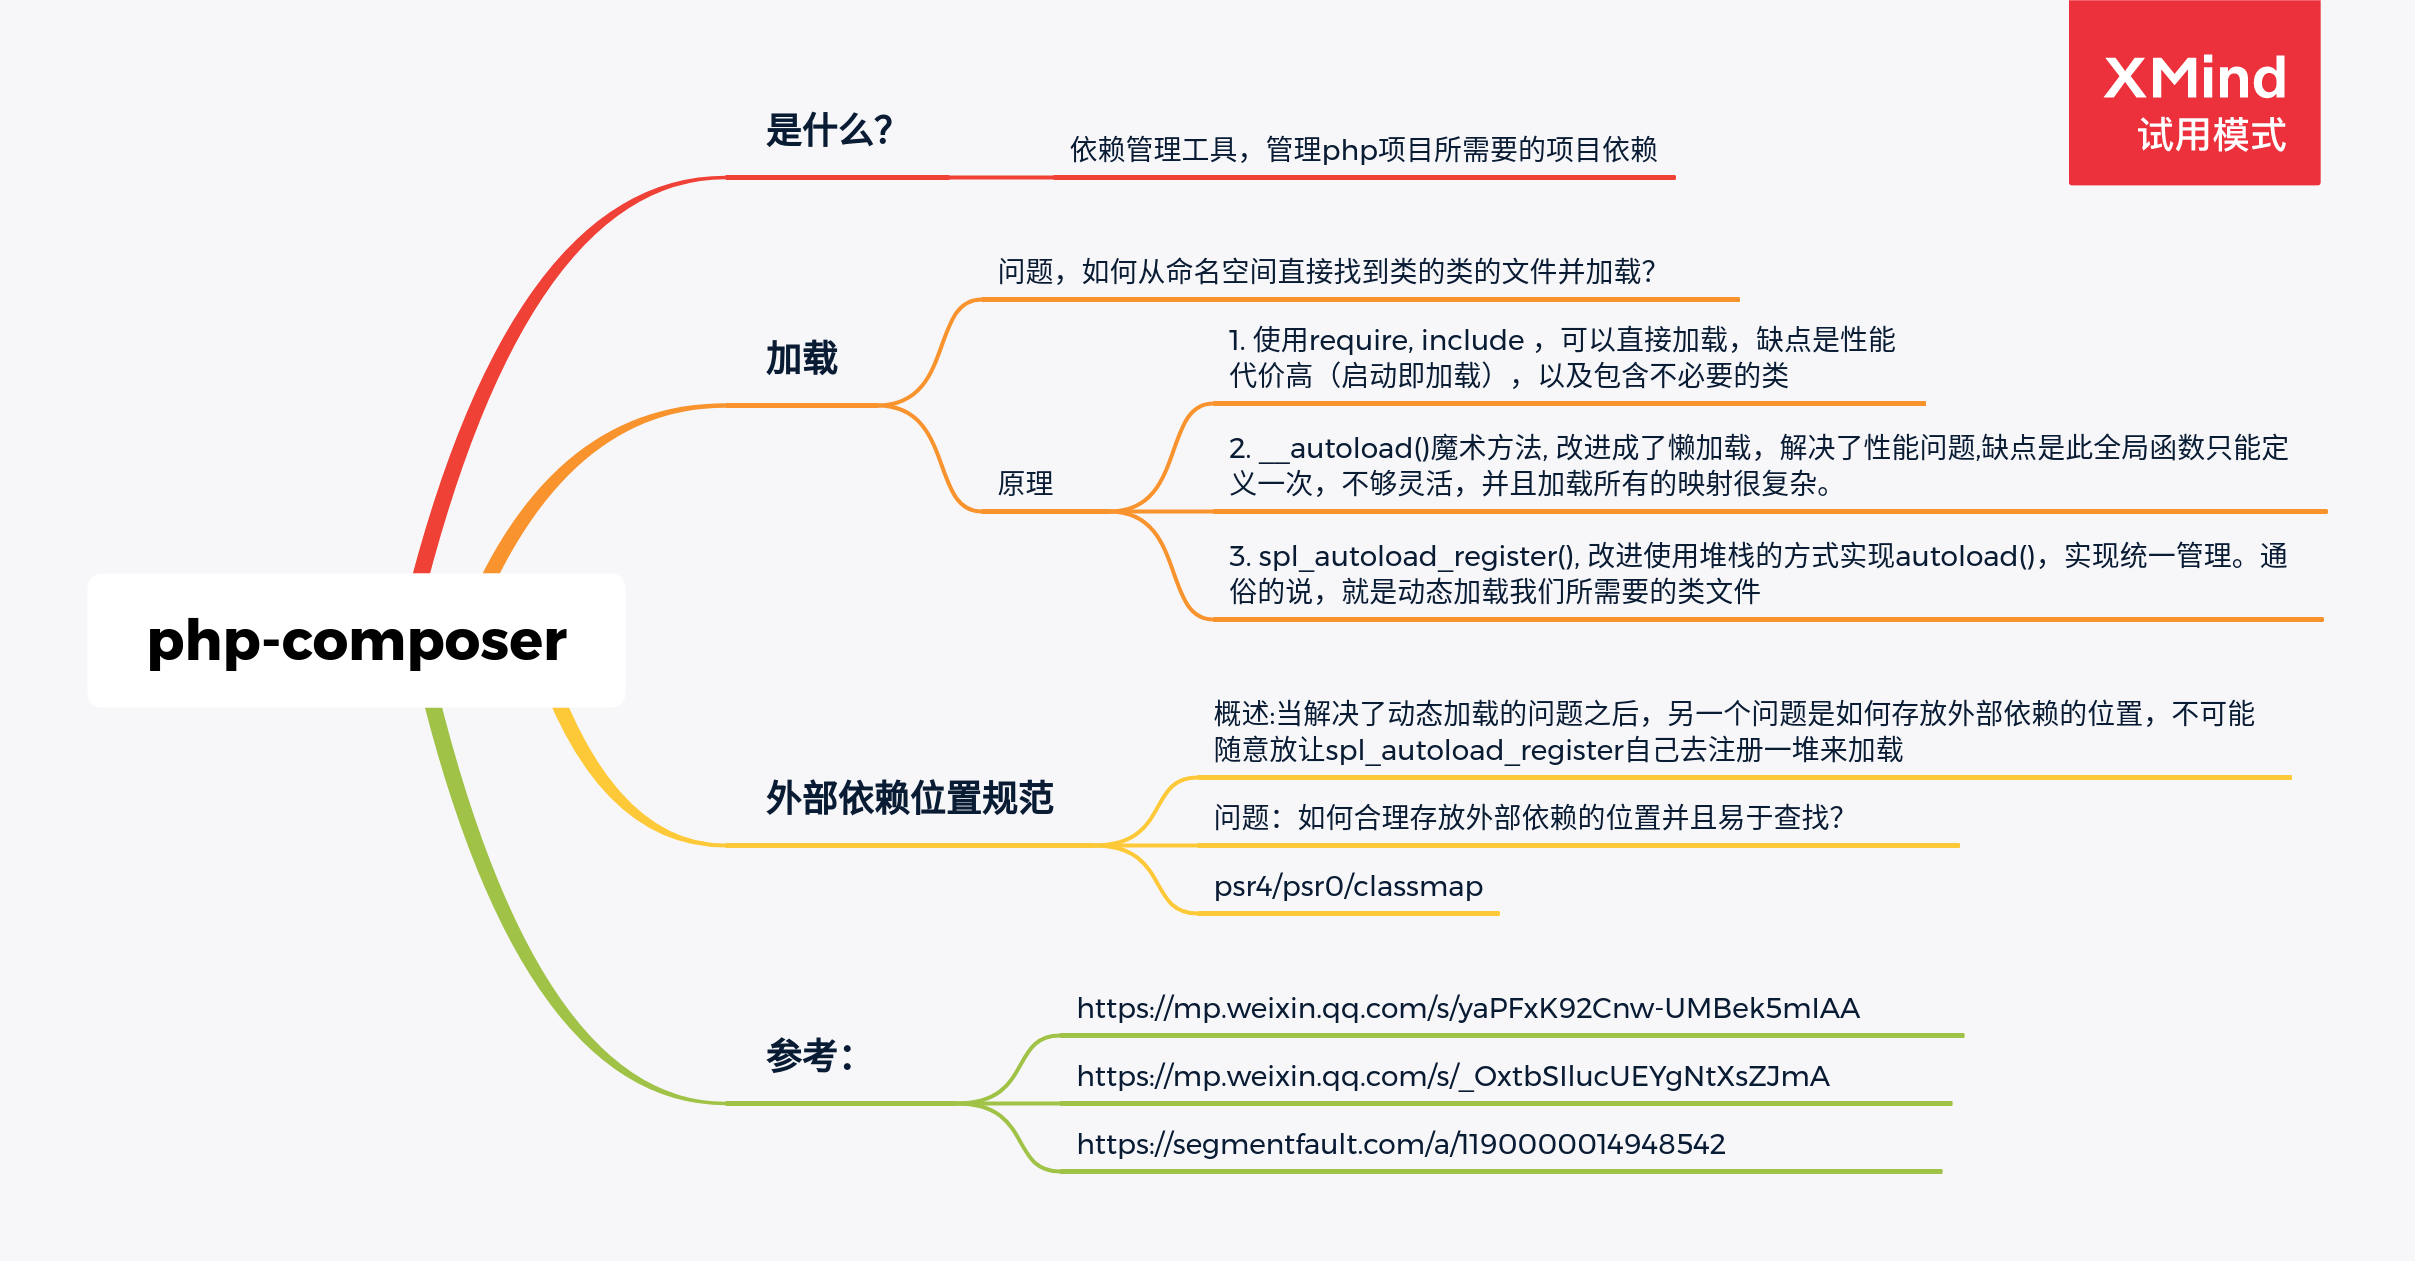 XMind
试用模式
是什么？
依赖管理工具，管理php项目所需要的项目依赖
加载
问题，如何从命名空间直接找到类的类的文件并加载？
原理
1. 使用require, include ，可以直接加载，缺点是性能
代价高（启动即加载），以及包含不必要的类
2. __autoload()魔术方法, 改进成了懒加载，解决了性能问题,缺点是此全局函数只能定
义一次，不够灵活，并且加载所有的映射很复杂。
3. spl_autoload_register(), 改进使用堆栈的方式实现autoload()，实现统一管理。通
俗的说，就是动态加载我们所需要的类文件
php-composer
外部依赖位置规范
概述:当解决了动态加载的问题之后，另一个问题是如何存放外部依赖的位置，不可能
随意放让spl_autoload_register自己去注册一堆来加载
问题：如何合理存放外部依赖的位置并且易于查找？
psr4/psr0/classmap
参考：
https://mp.weixin.qq.com/s/yaPFxK92Cnw-UMBek5mIAA
https://mp.weixin.qq.com/s/_OxtbSIlucUEYgNtXsZJmA
https://segmentfault.com/a/1190000014948542